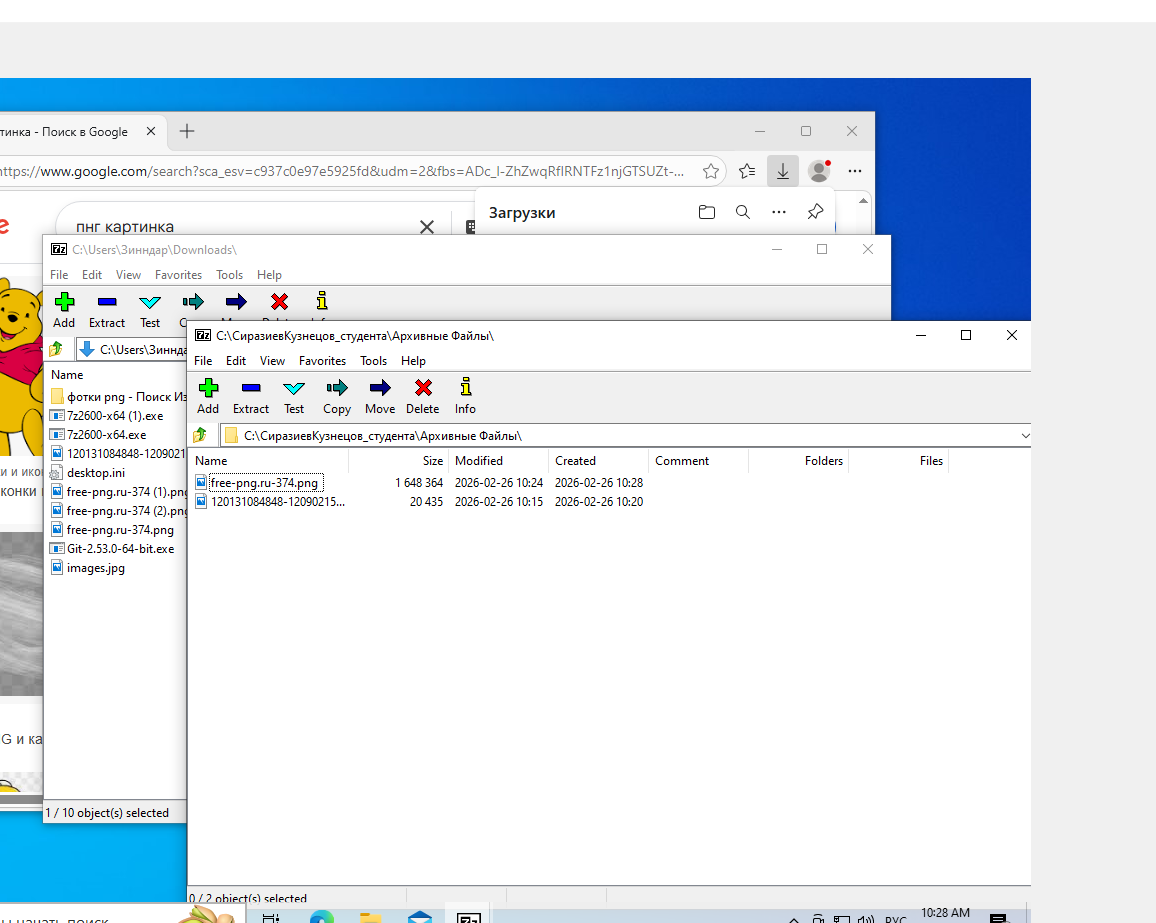 тинка - Поиск в Google
https://www.google.com/search?sca_esv=c937c0e97e5925fd&udm=2&fbs=ADc_I-ZhZwqRfIRNTFz1njGTSUZt-...
Загрузки
пнг картинка
C:\Users\Зинндар\Downloads\
File Edit View Favorites Tools Help
Add Extract Test
C:\Users\Зинндa
Name
фотки png - Поиск Из
7z2600-x64 (1).exe
7z2600-x64.exe
120131084848-1209021
desktop.ini
free-png.ru-374 (1).png
free-png.ru-374 (2).png
free-png.ru-374.png
Git-2.53.0-64-bit.exe
images.jpg
1 / 10 object(s) selected
и и ико
конки
G и ка
C:\СиразиевКузнецов_студента\Архивные Файлы\
File Edit View Favorites Tools Help
Add Extract Test Copy Move Delete Info
C:\СиразиевКузнецов_студента\Архивные Файлы\
Name Size Modified Created Comment Folders Files
free-png.ru-374.png 1 648 364 2026-02-26 10:24 2026-02-26 10:28
120131084848-12090215... 20 435 2026-02-26 10:15 2026-02-26 10:20
0 / 2 object(s) selected
ы начать поиск
РУС
10:28 AM